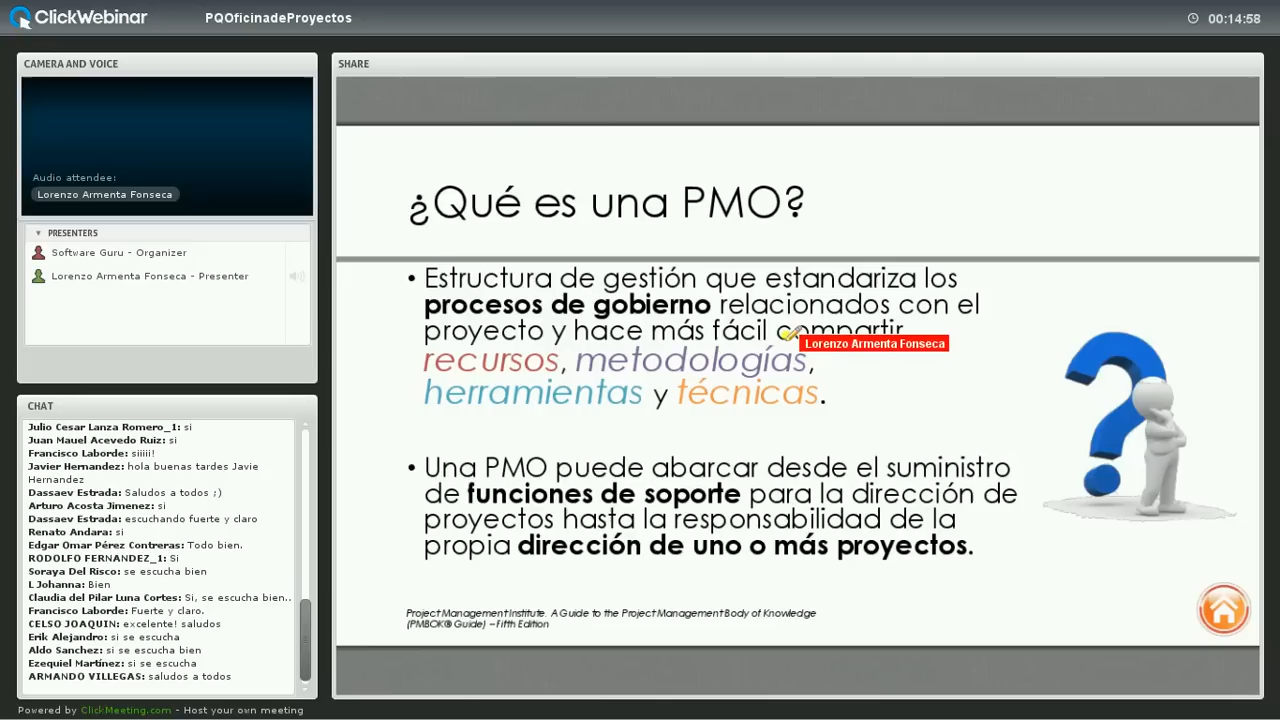 ClickWebinar
PQOficinadeProyectos
00:14:58
CAMERA AND VOICE
Audio attendee:
Lorenzo Armenta Fonseca
PRESENTERS
Software Guru - Organizer
Lorenzo Armenta Fonseca - Presenter
CHAT
Julio Cesar Lanza Romero_1: si
Juan Mauel Acevedo Ruiz: si
Francisco Laborde: siiiii!
Javier Hernandez: hola buenas tardes Javie
Hernandez
Dassaev Estrada: Saludos a todos ;)
Arturo Acosta Jimenez: si
Dassaev Estrada: escuchando fuerte y claro
Renato Andara: si
Edgar Omar Pérez Contreras: Todo bien.
RODOLFO FERNANDEZ_1: Si
Soraya Del Risco: se escucha bien
L Johanna: Bien
Claudia del Pilar Luna Cortes: Si, se escucha bien..
Francisco Laborde: Fuerte y claro.
CELSO JOAQUIN: excelente! saludos
Erik Alejandro: si se escucha
Aldo Sanchez: si se escucha bien
Ezequiel Martínez: si se escucha
ARMANDO VILLEGAS: saludos a todos
SHARE
¿Qué es una PMO?
• Estructura de gestión que estandariza los
procesos de gobierno relacionados con el
proyecto y hace más fácil compartir
Lorenzo Armenta Fonseca
recursos, metodologías,
herramientas y técnicas.
• Una PMO puede abarcar desde el suministro
de funciones de soporte para la dirección de
proyectos hasta la responsabilidad de la
propia dirección de uno o más proyectos.
Project Management Institute. A Guide to the Project Management Body of Knowledge
(PMBOK® Guide) – Fifth Edition
Powered by ClickMeeting.com - Host your own meeting